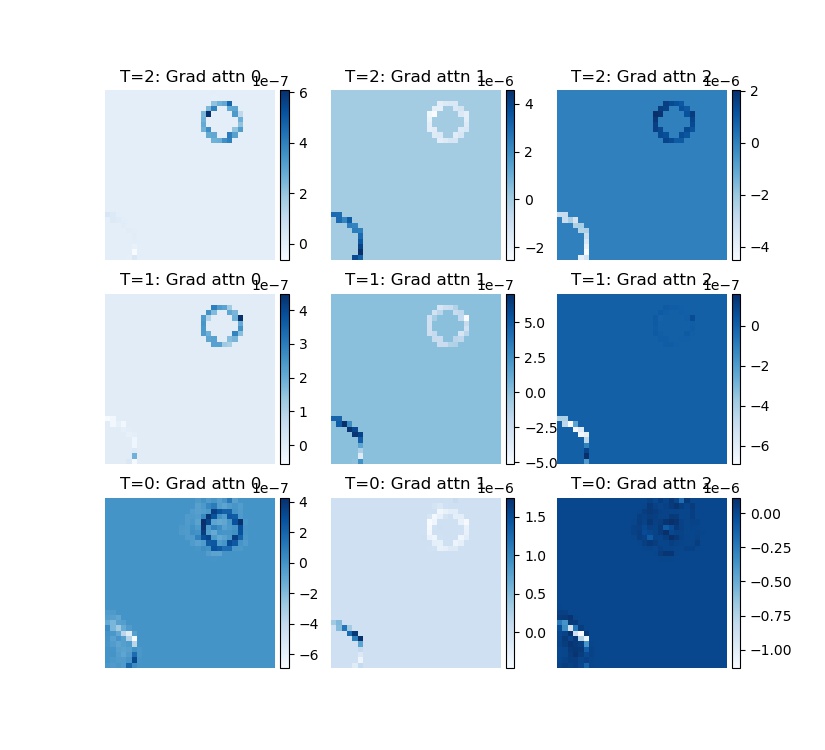 T=2: Grad attn 0
1e−7
T=2: Grad attn 1
1e−6
T=2: Grad attn 2
1e−6
6
4
2
0
4
2
0
−2
2
0
−2
−4
T=1: Grad attn 0
1e−7
T=1: Grad attn 1
1e−7
T=1: Grad attn 2
1e−7
4
3
2
1
0
5.0
2.5
0.0
−2.5
−5.0
0
−2
−4
−6
T=0: Grad attn 0
1e−7
T=0: Grad attn 1
1e−6
T=0: Grad attn 2
1e−6
4
2
0
−2
−4
−6
1.5
1.0
0.5
0.0
0.00
−0.25
−0.50
−0.75
−1.00